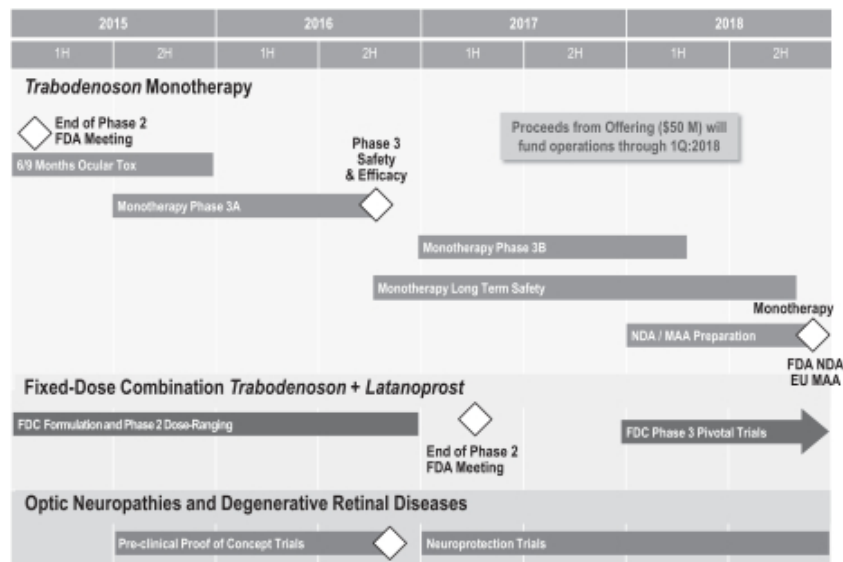 2015 2016 2017 2018
1H 2H 1H 2H 1H 2H 1H 2H
Trabodenoson Monotherapy
End of Phase 2
FDA Meeting
Proceeds from Offering ($50 M) will
fund operations through 1Q:2018
Phase 3
Safety
& Efficacy
6/9 Months Ocular Tox
Monotherapy Phase 3A
Monotherapy Phase 3B
Monotherapy Long Term Safety
Monotherapy
NDA / MAA Preparation
FDA NDA
EU MAA
Fixed-Dose Combination Trabodenoson + Latanoprost
FDC Formulation and Phase 2 Dose-Ranging
FDC Phase 3 Pivotal Trials
End of Phase 2
FDA Meeting
Optic Neuropathies and Degenerative Retinal Diseases
Pre-clinical Proof of Concept Trials
Neuroprotection Trials